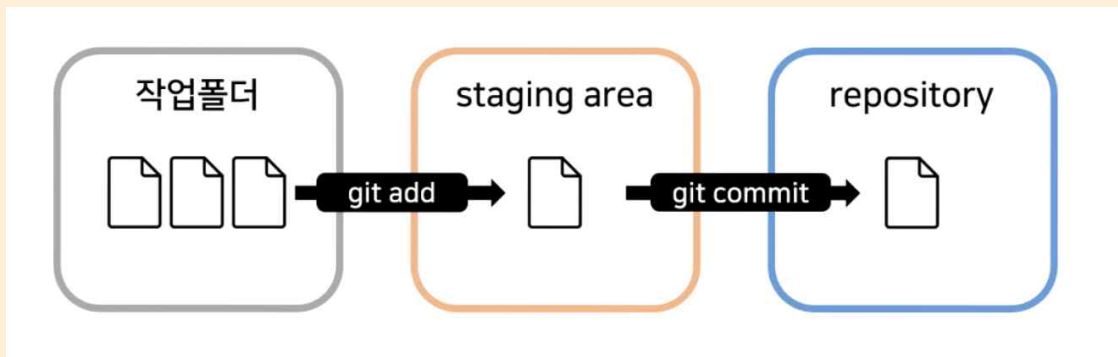 작업폴더
staging area
repository
git add
git commit